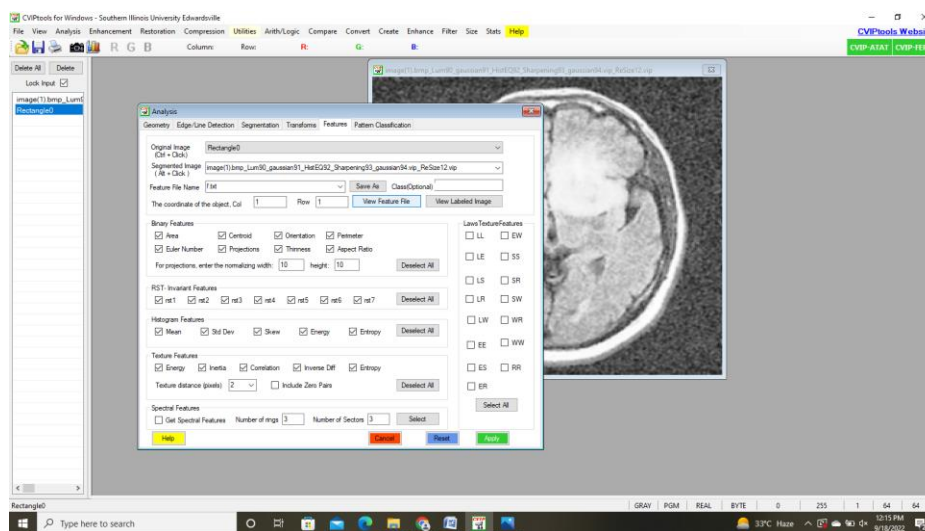 CVIPtools for Windows - Southern Illinois University Edwardsville
File View Analysis Enhancement Restoration Compression Utilities Arith/Logic Compare Convert Create Enhance Filter Size Stats Help
CVIPtools Websi
R G B Column: Row: R: G: B:
CVIP-ATAT CVIP-FE
Delete All Delete
Lock Input
image(1).bmp_Lum9
Rectangle0
image(1).bmp_Lum90_gaussian91_HistEQ92_Sharpening93_gaussian94.vip_ReSize12.vip
Analysis
Geometry Edge/Line Detection Segmentation Transforms Features Pattern Classification
Original Image (Ctrl + Click) Rectangle0
Segmented Image (Alt + Click) image(1).bmp_Lum90_gaussian91_HistEQ92_Sharpening93_gaussian94.vip_ReSize12.vip
Feature File Name f.txt Save As Class(Optional)
The coordinate of the object, Col 1 Row 1 View Feature File View Labeled Image
Binary Features
Area Centroid Orientation Perimeter
Euler Number Projections Thinness Aspect Ratio
For projections, enter the normalizing width: 10 height: 10 Deselect All
RST- Invariant Features
rst1 rst2 rst3 rst4 rst5 rst6 rst7 Deselect All
Histogram Features
Mean Std Dev Skew Energy Entropy Deselect All
Texture Features
Energy Inertia Correlation Inverse Diff Entropy
Texture distance (pixels) 2 Include Zero Pairs Deselect All
Spectral Features
Get Spectral Features Number of rings 3 Number of Sectors 3 Select
Laws Texture Features
LL EW
LE SS
LS SR
LR SW
LW WR
EE WW
ES RR
ER
Select All
Help Cancel Reset Apply
Rectangle0 GRAY PGM REAL BYTE 0 255 1 64 64
Type here to search
33°C Haze
12:15 PM
9/18/2022